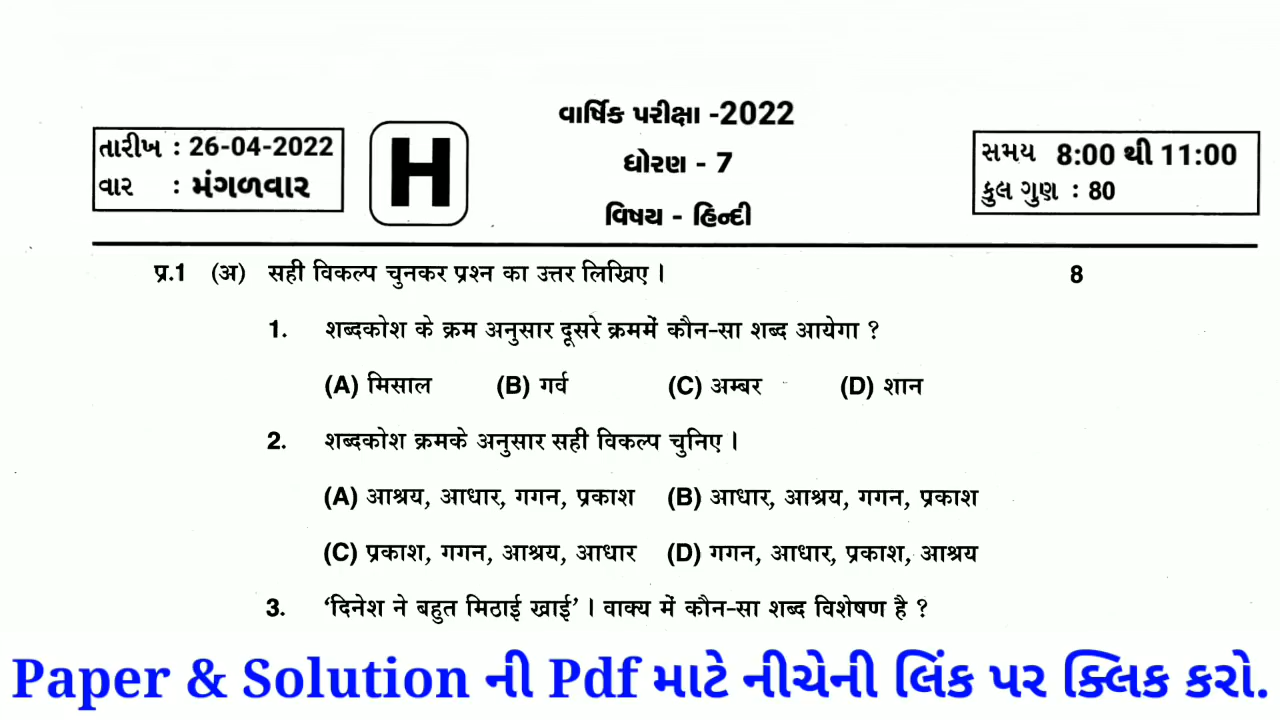 વાર્ષિક પરીક્ષા -2022
તારીખ : 26-04-2022
વાર : મંગળવાર
H
ધોરણ - 7
વિષય - હિન્દી
સમય 8:00 થી 11:00
કુલ ગુણ : 80
प्र.1 (अ) सही विकल्प चुनकर प्रश्न का उत्तर लिखिए । 8
1. शब्दकोश के क्रम अनुसार दूसरे क्रममें कौन-सा शब्द आयेगा ?
(A) मिसाल (B) गर्व (C) अम्बर (D) शान
2. शब्दकोश क्रमके अनुसार सही विकल्प चुनिए ।
(A) आश्रय, आधार, गगन, प्रकाश (B) आधार, आश्रय, गगन, प्रकाश
(C) प्रकाश, गगन, आश्रय, आधार (D) गगन, आधार, प्रकाश, आश्रय
3. ‘दिनेश ने बहुत मिठाई खाई’ । वाक्य में कौन-सा शब्द विशेषण है ?
Paper & Solution ની Pdf માટે નીચેની લિંક પર ક્લિક કરો.